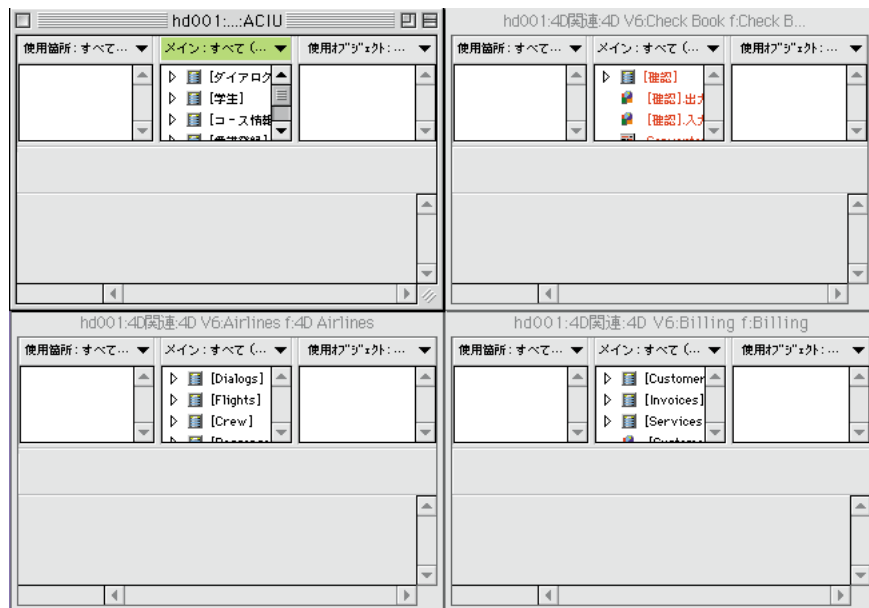 hd001:...:ACIU
使用箇所:すべて... メイン:すべて (... 使用ｵﾌﾞｼﾞｪｸﾄ:...
[ダイアログ
[学生]
[コース情報
hd001:4D関連:4D V6:Check Book f:Check B...
使用箇所:すべて... メイン:すべて (... 使用ｵﾌﾞｼﾞｪｸﾄ:...
[確認]
[確認].出力
[確認].入力
hd001:4D関連:4D V6:Airlines f:4D Airlines
使用箇所:すべて... メイン:すべて (... 使用ｵﾌﾞｼﾞｪｸﾄ:...
[Dialogs]
[Flights]
[Crew]
hd001:4D関連:4D V6:Billing f:Billing
使用箇所:すべて... メイン:すべて (... 使用ｵﾌﾞｼﾞｪｸﾄ:...
[Customer
[Invoices]
[Services